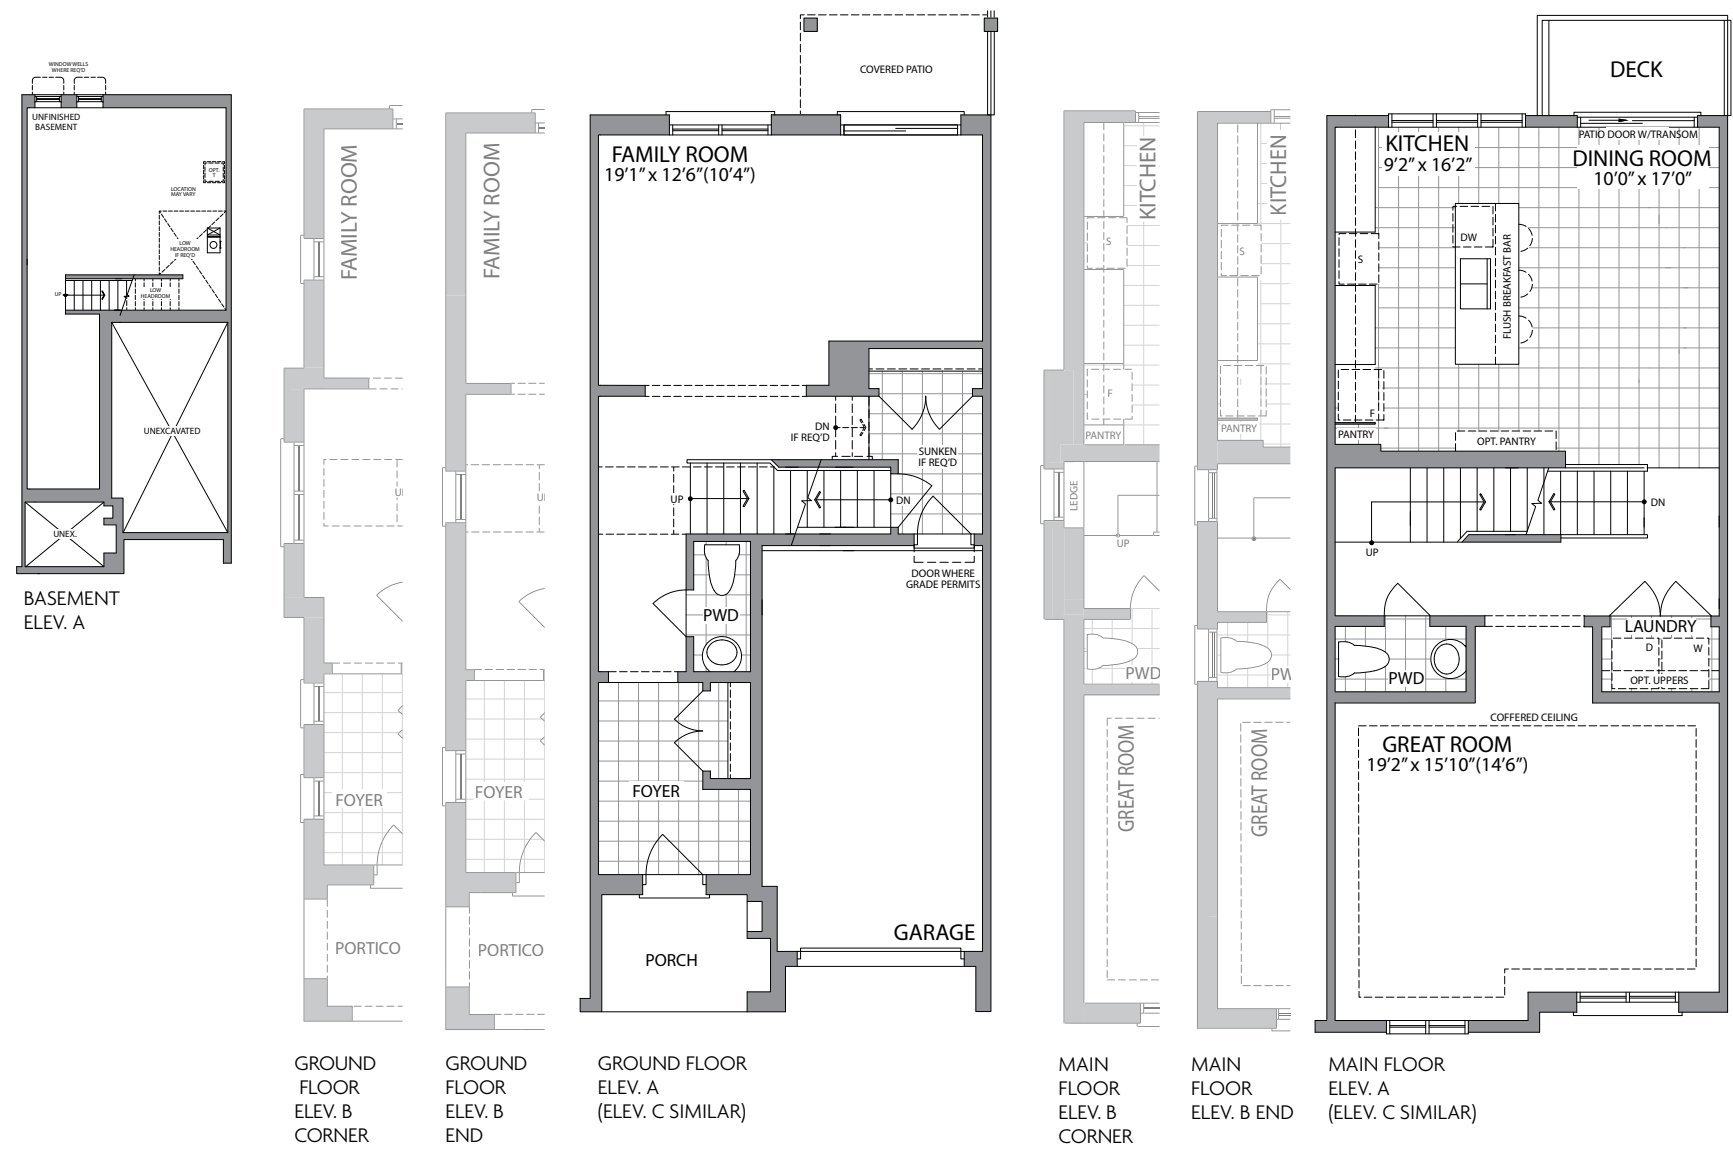 WINDOW WELLS
WHERE REQ'D
UNFINISHED
BASEMENT
OPT.
T
LOCATION
MAY VARY
LOW
HEADROOM
IF REQ'D
UP
LOW
HEADROOM
UNEXCAVATED
UNEX.
BASEMENT
ELEV. A
FAMILY ROOM
U
FOYER
PORTICO
GROUND
FLOOR
ELEV. B
CORNER
FAMILY ROOM
U
FOYER
PORTICO
GROUND
FLOOR
ELEV. B
END
COVERED PATIO
FAMILY ROOM
19'1" x 12'6"(10'4")
DN
IF REQ'D
SUNKEN
IF REQ'D
UP
DN
DOOR WHERE
GRADE PERMITS
PWD
FOYER
GARAGE
PORCH
GROUND FLOOR
ELEV. A
(ELEV. C SIMILAR)
KITCHEN
S
F
PANTRY
LEDGE
UP
PWD
GREAT ROOM
MAIN
FLOOR
ELEV. B
CORNER
KITCHEN
S
PANTRY
PW
GREAT ROOM
MAIN
FLOOR
ELEV. B END
DECK
PATIO DOOR W/TRANSOM
KITCHEN
9'2" x 16'2"
DINING ROOM
10'0" x 17'0"
DW
S
FLUSH BREAKFAST BAR
F
PANTRY
OPT. PANTRY
DN
UP
LAUNDRY
D
W
OPT. UPPERS
PWD
COFFERED CEILING
GREAT ROOM
19'2" x 15'10"(14'6")
MAIN FLOOR
ELEV. A
(ELEV. C SIMILAR)